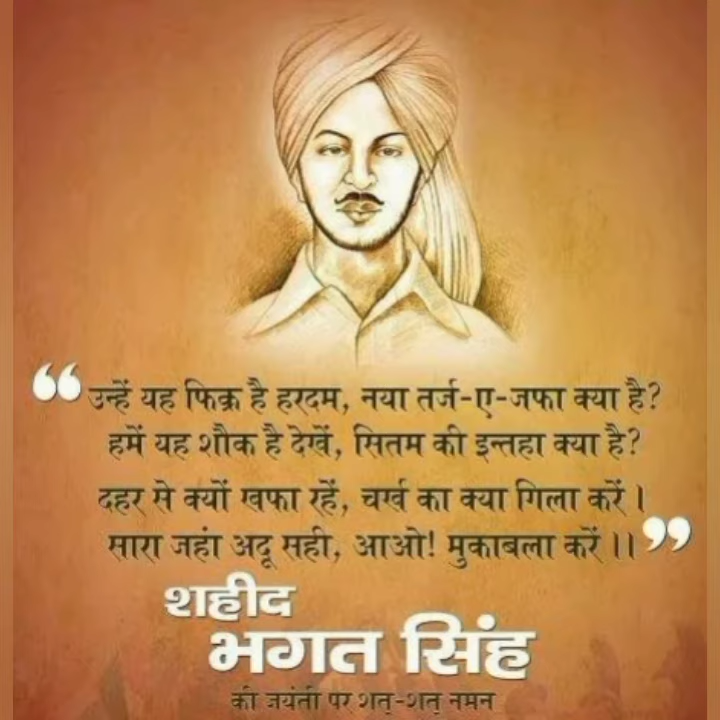 “उन्हें यह फिक्र है हरदम, नया तर्ज-ए-जफा क्या है?
हमें यह शौक है देखें, सितम की इन्तहा क्या है?
दहर से क्यों खफा रहें, चर्ख का क्या गिला करें।
सारा जहां अदू सही, आओ! मुकाबला करें।।”
शहीद
भगत सिंह
की जयंती पर शत्-शत् नमन